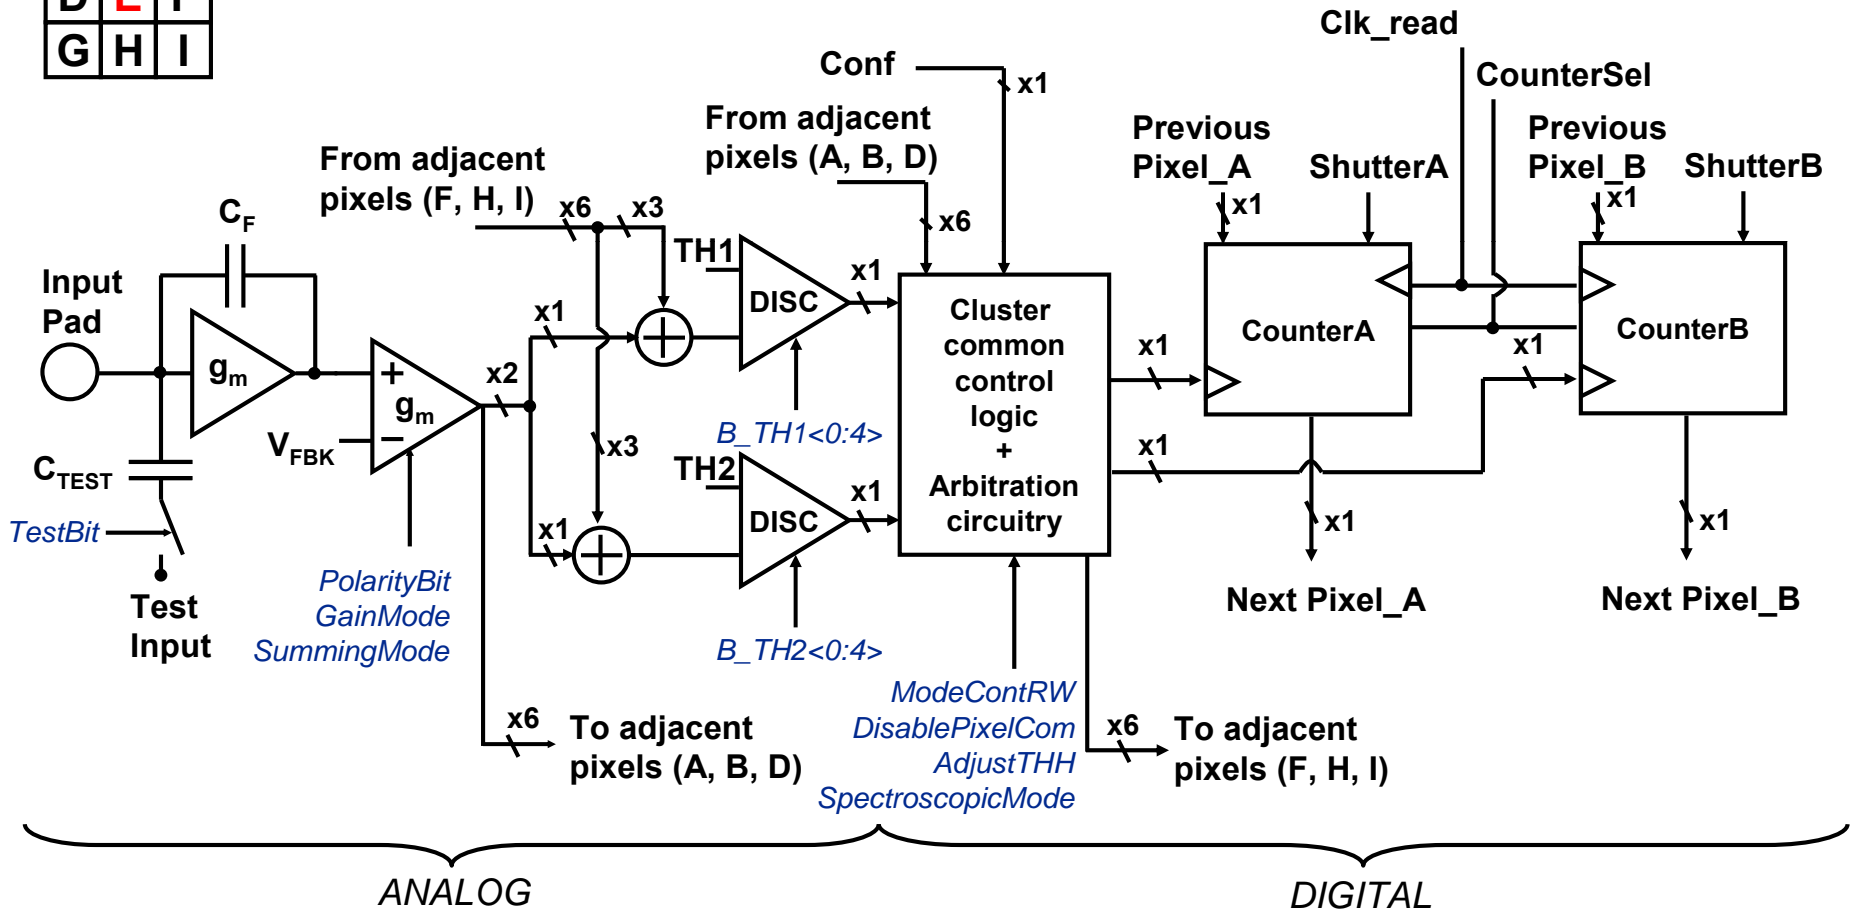 D E F
G H I
Clk_read
CounterSel
Conf
x1
From adjacent
pixels (A, B, D)
x6
From adjacent
pixels (F, H, I)
x6
x3
Previous
Pixel_A
x1
ShutterA
Previous
Pixel_B
x1
ShutterB
CF
Input
Pad
gm
CTEST
TestBit
Test
Input
VFBK
+
gm
−
PolarityBit
GainMode
SummingMode
x2
x1
x1
x3
TH1
DISC
x1
B_TH1<0:4>
TH2
DISC
x1
B_TH2<0:4>
Cluster
common
control
logic
+
Arbitration
circuitry
x1
x1
CounterA
x1
CounterB
x1
Next Pixel_A
x1
Next Pixel_B
x6
To adjacent
pixels (A, B, D)
ModeContRW
DisablePixelCom
AdjustTHH
SpectroscopicMode
x6
To adjacent
pixels (F, H, I)
ANALOG
DIGITAL